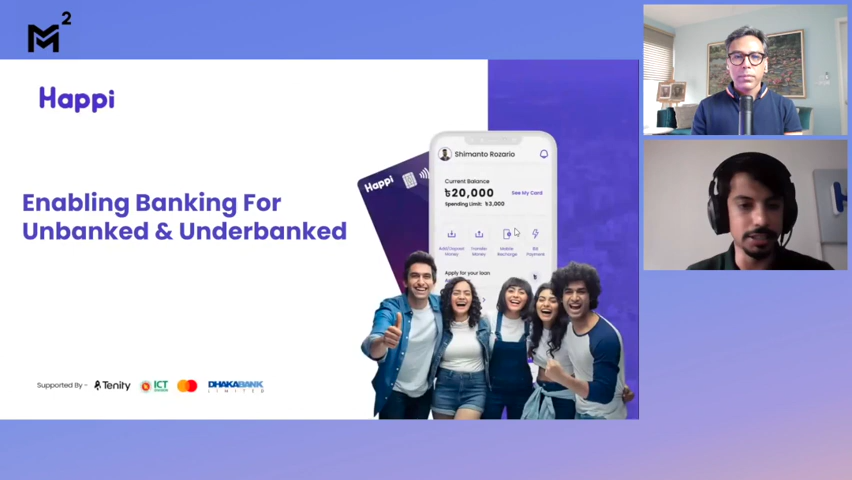 M²
Happi
Enabling Banking For
Unbanked & Underbanked
Happi
Shimanto Rozario
Current Balance
৳20,000
See My Card
Spending Limit: ৳3,000
Add/Deposit
Money
Transfer
Money
Mobile
Recharge
Bill
Payment
Apply for your loan
Supported By -
Tenity
ICT
DHAKABANK
LIMITED